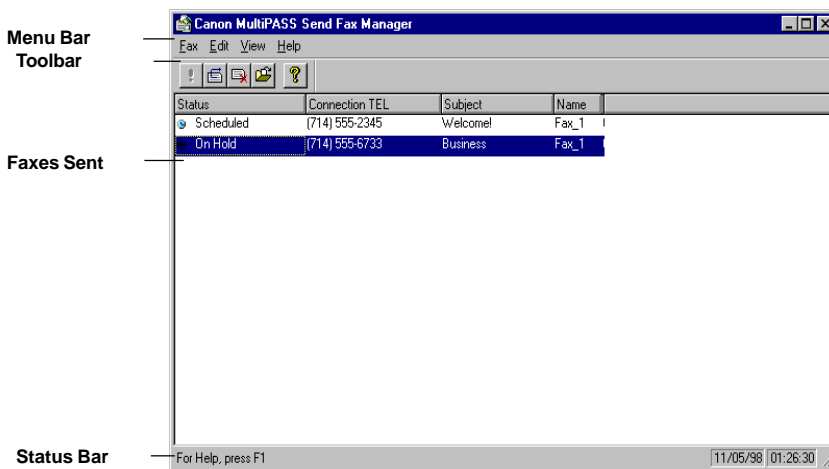 Canon MultiPASS Send Fax Manager
Menu Bar
Fax Edit View Help
Toolbar
Status Connection TEL Subject Name
Scheduled (714) 555-2345 Welcome! Fax_1
On Hold (714) 555-6733 Business Fax_1
Faxes Sent
Status Bar
For Help, press F1 11/05/98 01:26:30